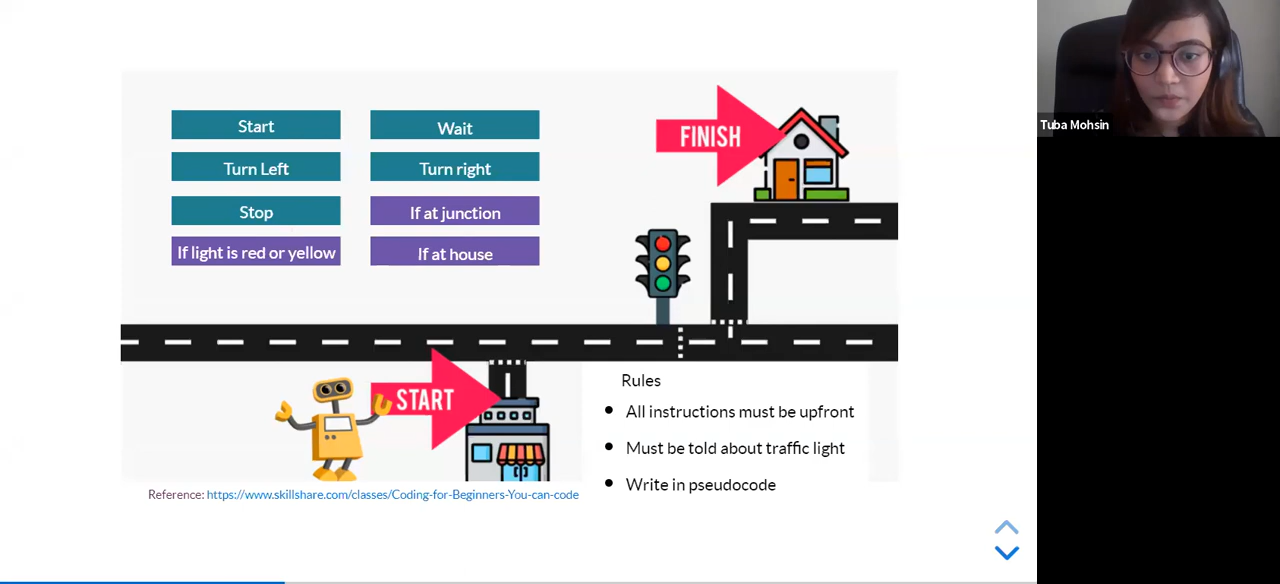 Start
Wait
Turn Left
Turn right
Stop
If at junction
If light is red or yellow
If at house
FINISH
START
Rules
All instructions must be upfront
Must be told about traffic light
Write in pseudocode
Reference: https://www.skillshare.com/classes/Coding-for-Beginners-You-can-code
Tuba Mohsin